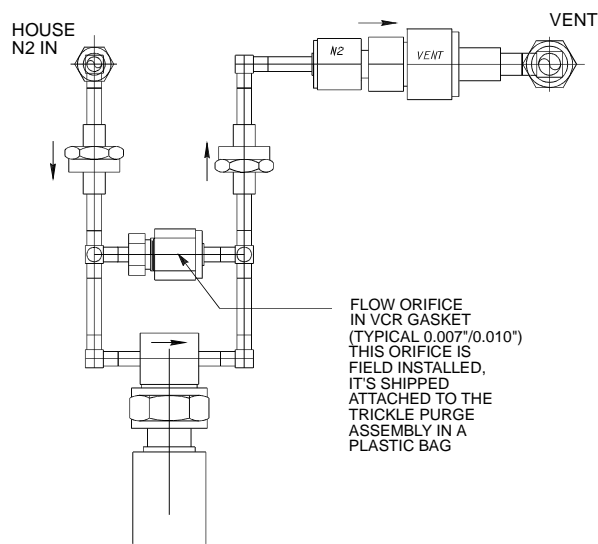 HOUSE
N2 IN
VENT
N2
VENT
FLOW ORIFICE
IN VCR GASKET
(TYPICAL 0.007"/0.010")
THIS ORIFICE IS
FIELD INSTALLED,
IT'S SHIPPED
ATTACHED TO THE
TRICKLE PURGE
ASSEMBLY IN A
PLASTIC BAG